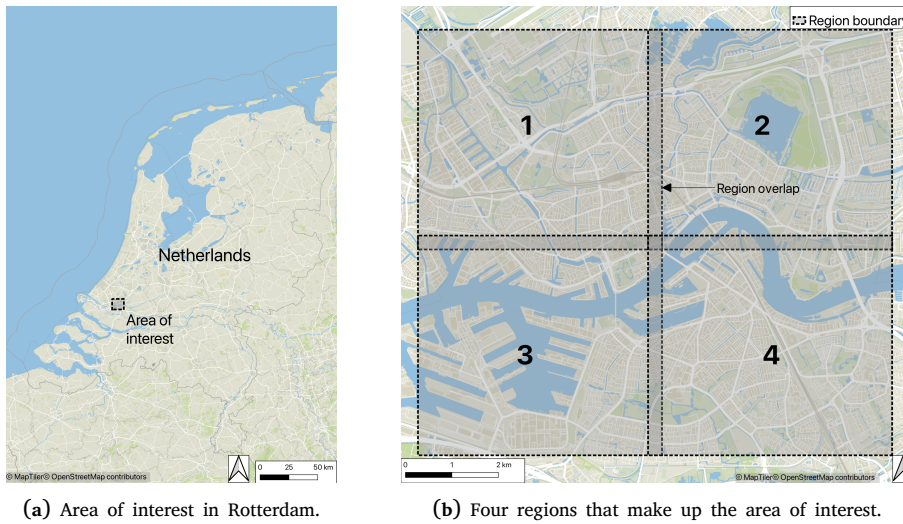 Netherlands
Area of
interest
0 25 50 km
© MapTiler© OpenStreetMap contributors
(a) Area of interest in Rotterdam.
Region boundar
1
2
Region overlap
3
4
0 1 2 km
© MapTiler© OpenStreetMap contributors
(b) Four regions that make up the area of interest.